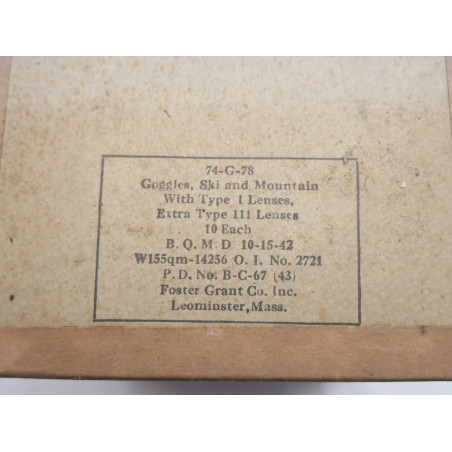 74-G-78
Goggles, Ski and Mountain
With Type 1 Lenses,
Extra Type 111 Lenses
10 Each
B. Q. M D 10-15-42
W155qm-14256 O. I. No. 2721
P. D. No. B-C-67 (43)
Foster Grant Co. Inc.
Leominster, Mass.